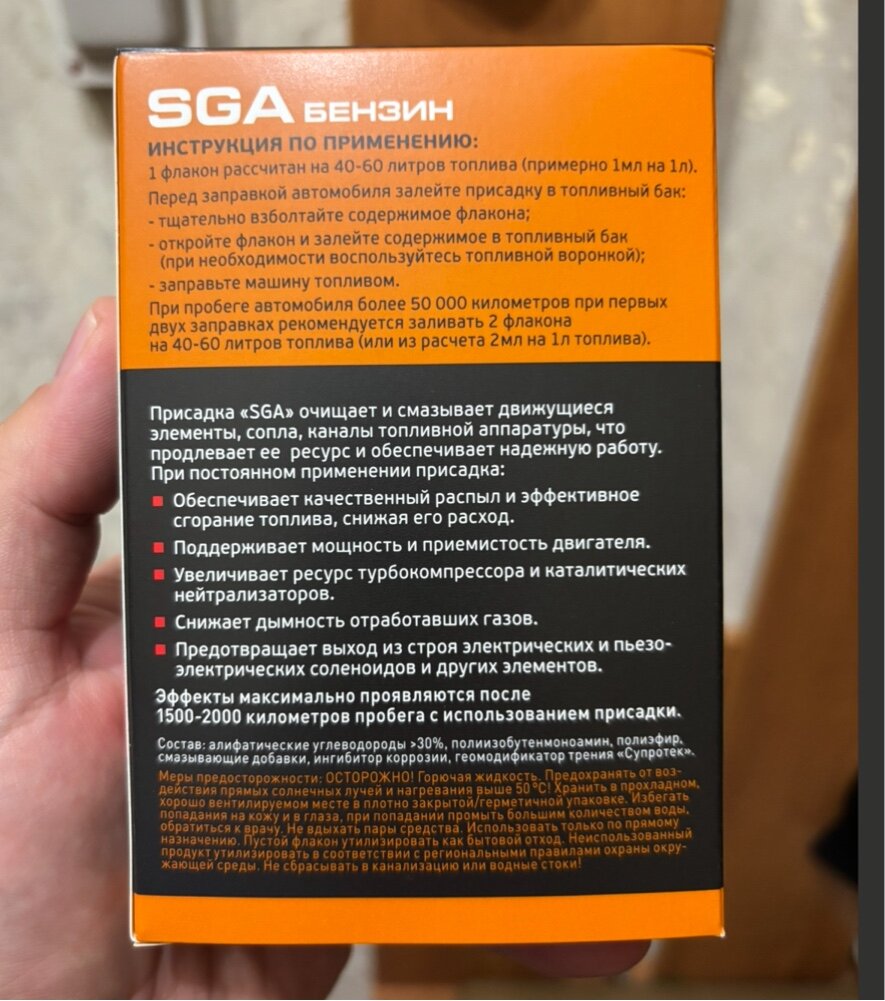 SGA БЕНЗИН
ИНСТРУКЦИЯ ПО ПРИМЕНЕНИЮ:
1 флакон рассчитан на 40-60 литров топлива (примерно 1мл на 1л).
Перед заправкой автомобиля залейте присадку в топливный бак:
- тщательно взболтайте содержимое флакона;
- откройте флакон и залейте содержимое в топливный бак
(при необходимости воспользуйтесь топливной воронкой);
- заправьте машину топливом.
При пробеге автомобиля более 50 000 километров при первых
двух заправках рекомендуется заливать 2 флакона
на 40-60 литров топлива (или из расчета 2мл на 1л топлива).
Присадка «SGA» очищает и смазывает движущиеся
элементы, сопла, каналы топливной аппаратуры, что
продлевает ее ресурс и обеспечивает надежную работу.
При постоянном применении присадка:
Обеспечивает качественный распыл и эффективное
сгорание топлива, снижая его расход.
Поддерживает мощность и приемистость двигателя.
Увеличивает ресурс турбокомпрессора и каталитических
нейтрализаторов.
Снижает дымность отработавших газов.
Предотвращает выход из строя электрических и пьезо-
электрических соленоидов и других элементов.
Эффекты максимально проявляются после
1500-2000 километров пробега с использованием присадки.
Состав: алифатические углеводороды >30%, полиизобутенмоноамин, полиэфир,
смазывающие добавки, ингибитор коррозии, геомодификатор трения «Супротек».
Меры предосторожности: ОСТОРОЖНО! Горючая жидкость. Предохранять от воз-
действия прямых солнечных лучей и нагревания выше 50 °С! Хранить в прохладном,
хорошо вентилируемом месте в плотно закрытой/герметичной упаковке. Избегать
попадания на кожу и в глаза, при попадании промыть большим количеством воды,
обратиться к врачу. Не вдыхать пары средства. Использовать только по прямому
назначению. Пустой флакон утилизировать как бытовой отход. Неиспользованный
продукт утилизировать в соответствии с региональными правилами охраны окру-
жающей среды. Не сбрасывать в канализацию или водные стоки!